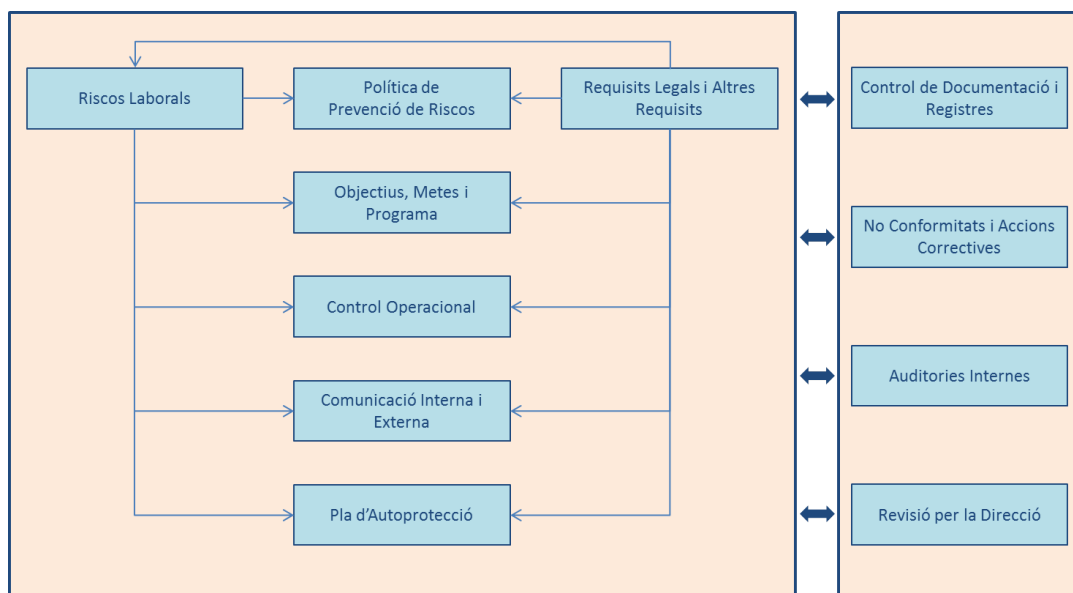 Riscos Laborals
Política de
Prevenció de Riscos
Requisits Legals i Altres
Requisits
Objectius, Metes i
Programa
Control Operacional
Comunicació Interna i
Externa
Pla d’Autoprotecció
Control de Documentació i
Registres
No Conformitats i Accions
Correctives
Auditories Internes
Revisió per la Direcció